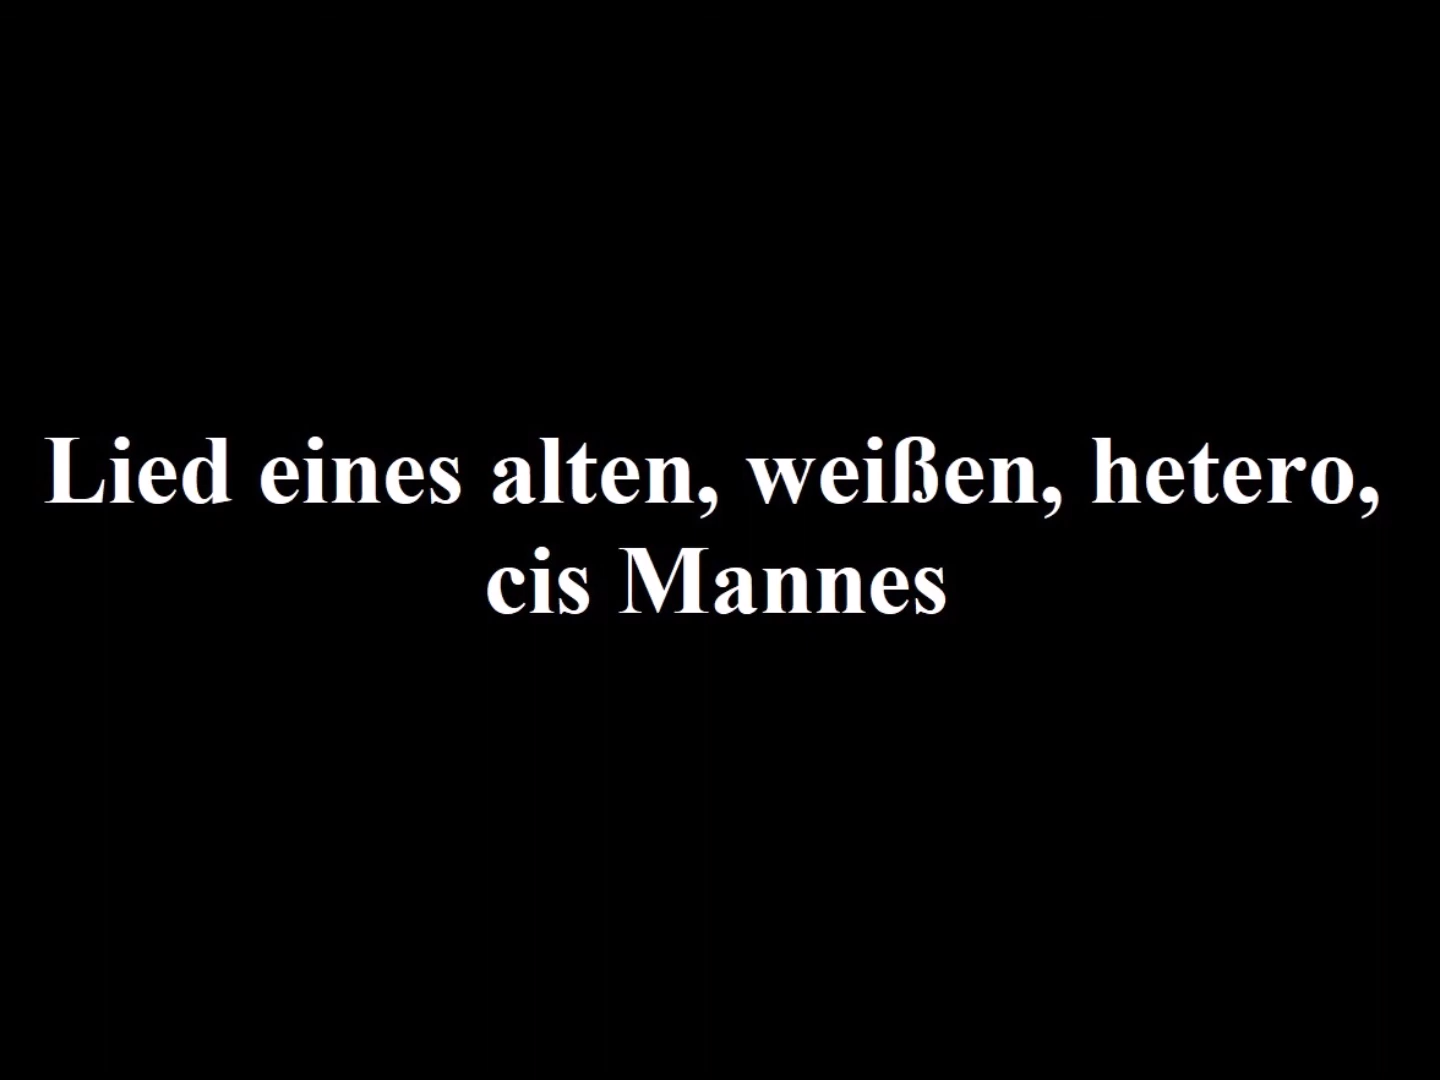 Lied eines alten, weißen, hetero,
cis Mannes